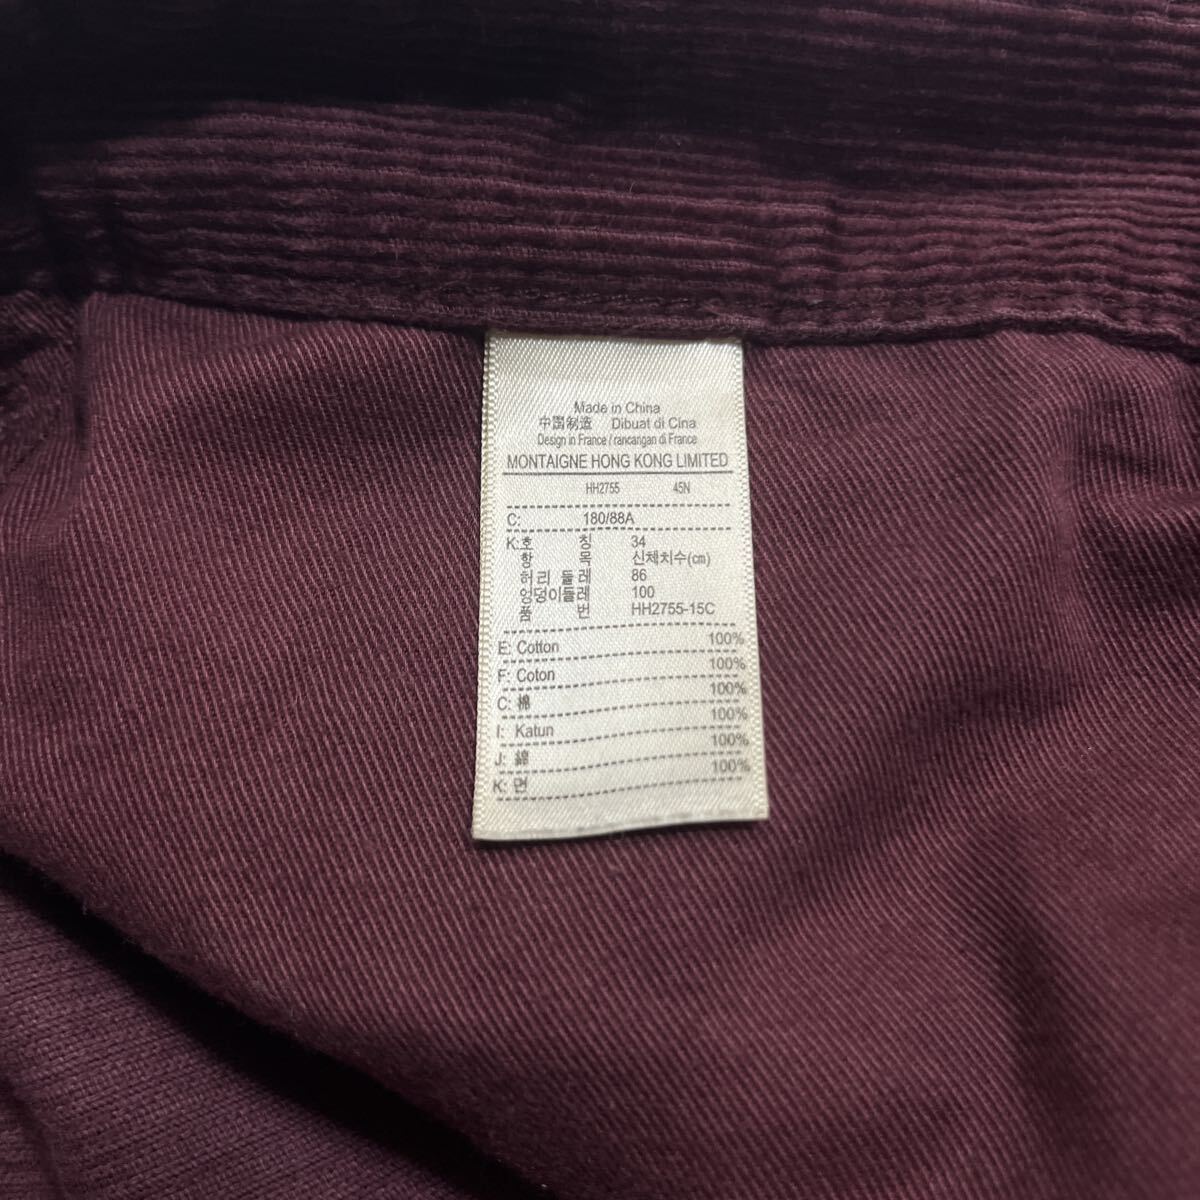 Made in China
中国制造 Dibuat di Cina
Design in France / rancangan di France
MONTAIGNE HONG KONG LIMITED
HH2755 45N
C: 180/88A
K:호 칭 34
항 목 신체치수(㎝)
허리 둘레 86
엉덩이둘레 100
품 번 HH2755-15C
E: Cotton 100%
F: Coton 100%
C: 棉 100%
I: Katun 100%
J: 綿 100%
K: 면 100%